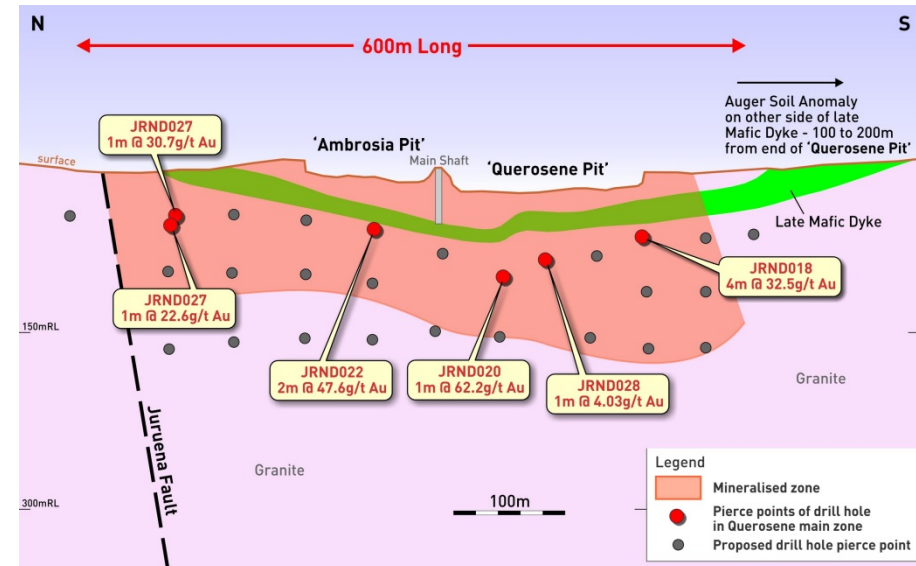 N
S
600m Long
Auger Soil Anomaly
on other side of late
Mafic Dyke - 100 to 200m
from end of 'Querosene Pit'
JRND027
1m @ 30.7g/t Au
'Ambrosia Pit'
Main Shaft
'Querosene Pit'
surface
Late Mafic Dyke
JRND018
4m @ 32.5g/t Au
JRND027
1m @ 22.6g/t Au
150mRL
JRND022
2m @ 47.6g/t Au
JRND020
1m @ 62.2g/t Au
JRND028
1m @ 4.03g/t Au
Granite
Juruena Fault
Granite
300mRL
100m
Legend
Mineralised zone
Pierce points of drill hole
in Querosene main zone
Proposed drill hole pierce point